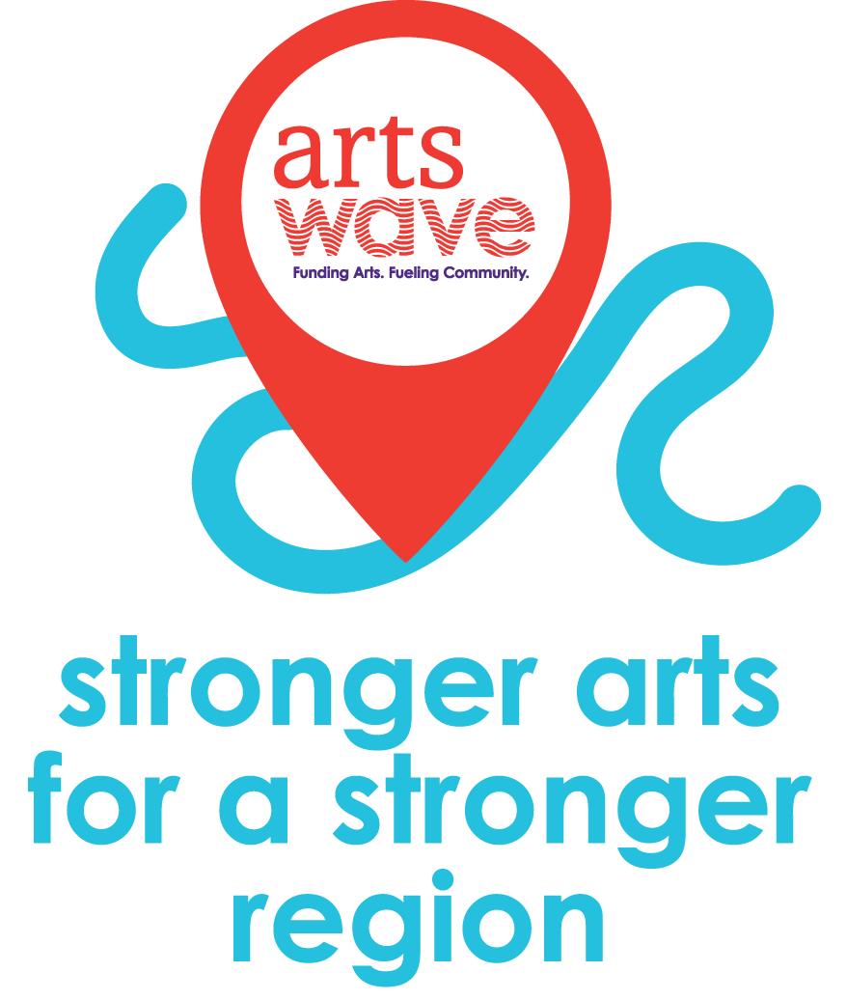 arts
wave
Funding Arts. Fueling Community.
stronger arts
for a stronger
region